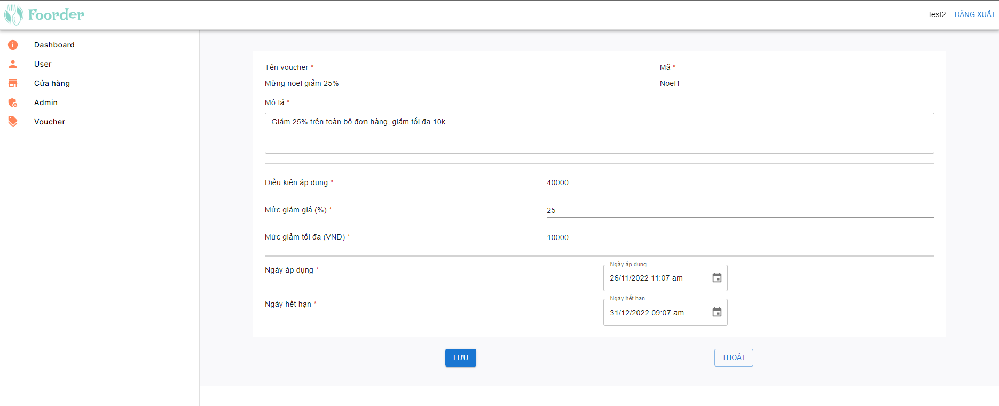 Foorder
test2 ĐĂNG XUẤT
Dashboard
User
Cửa hàng
Admin
Voucher
Tên voucher *
Mừng noel giảm 25%
Mã *
Noel1
Mô tả *
Giảm 25% trên toàn bộ đơn hàng, giảm tối đa 10k
Điều kiện áp dụng *
40000
Mức giảm giá (%) *
25
Mức giảm tối đa (VND) *
10000
Ngày áp dụng *
Ngày áp dụng
26/11/2022 11:07 am
Ngày hết hạn *
Ngày hết hạn
31/12/2022 09:07 am
LƯU
THOÁT